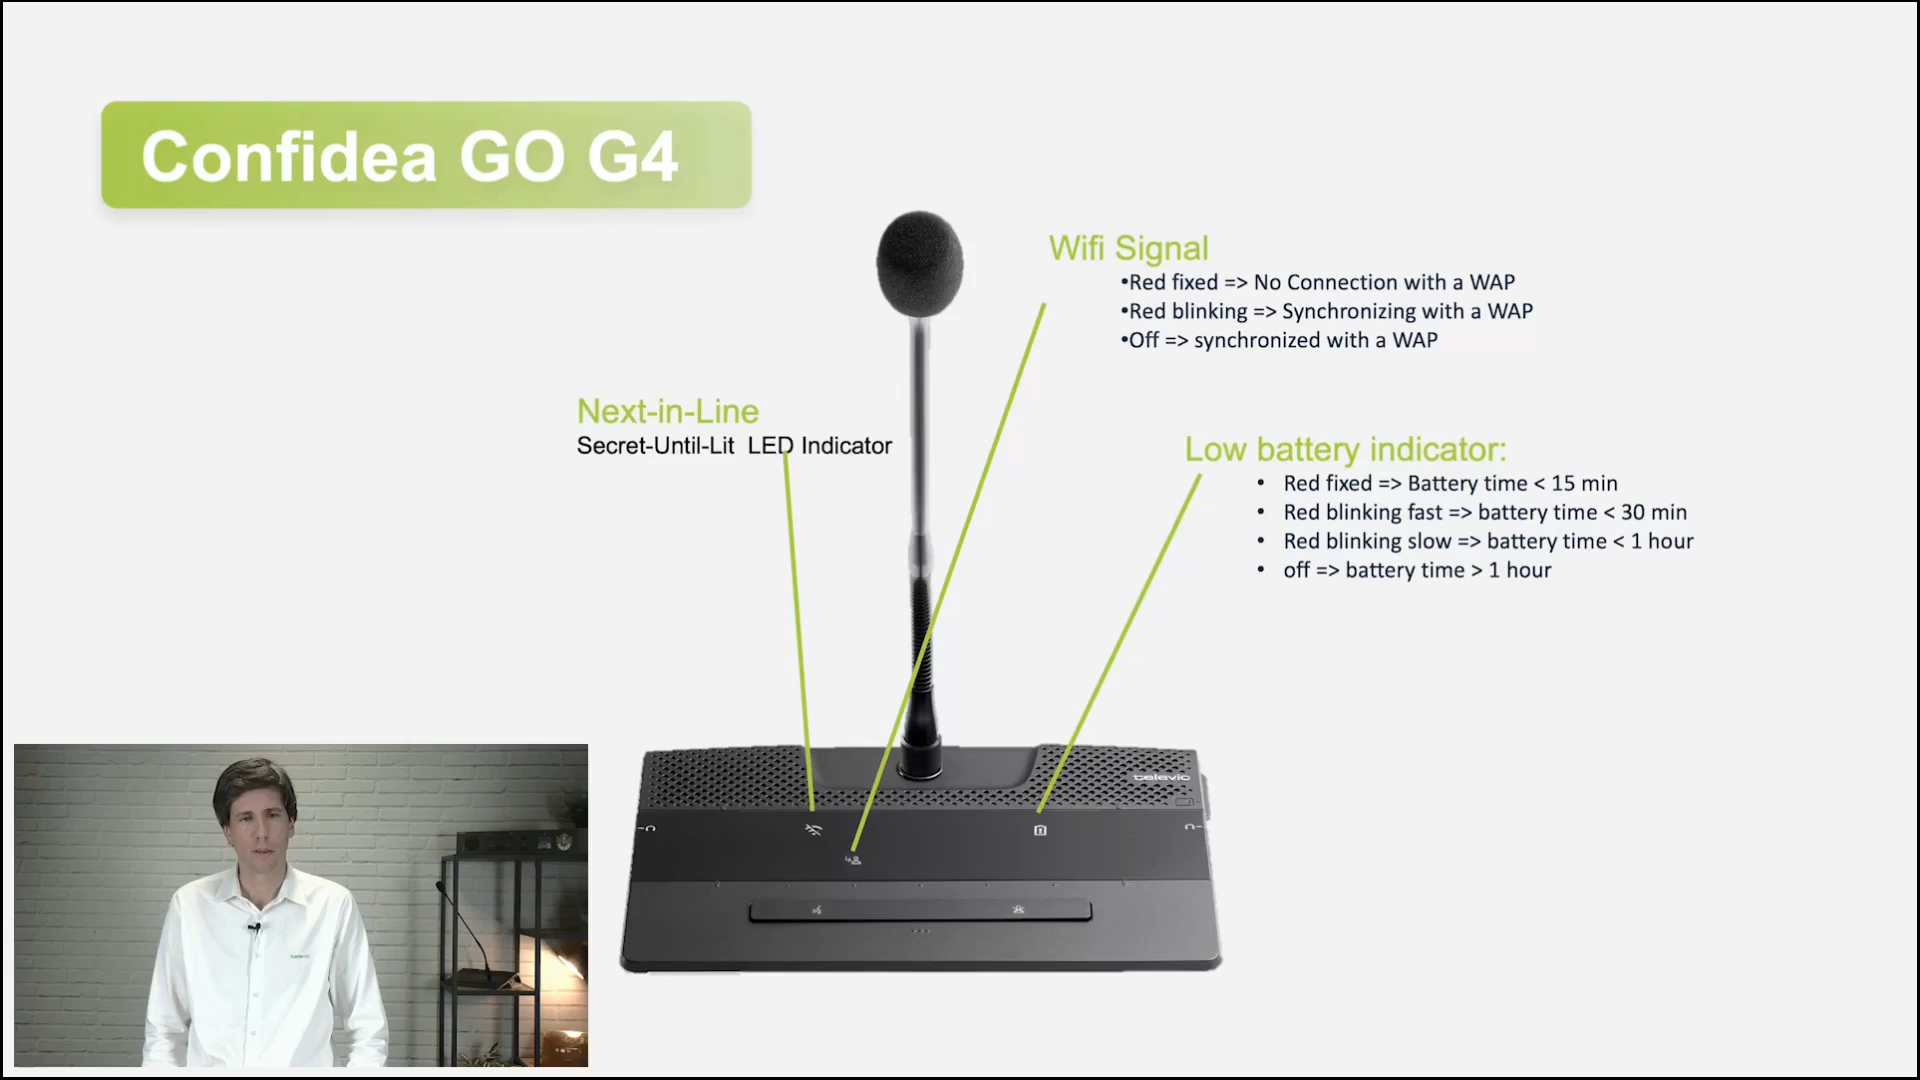 Confidea GO G4
Wifi Signal
•Red fixed => No Connection with a WAP
•Red blinking => Synchronizing with a WAP
•Off => synchronized with a WAP
Next-in-Line
Secret-Until-Lit LED Indicator
Low battery indicator:
• Red fixed => Battery time < 15 min
• Red blinking fast => battery time < 30 min
• Red blinking slow => battery time < 1 hour
• off => battery time > 1 hour
televic
televic